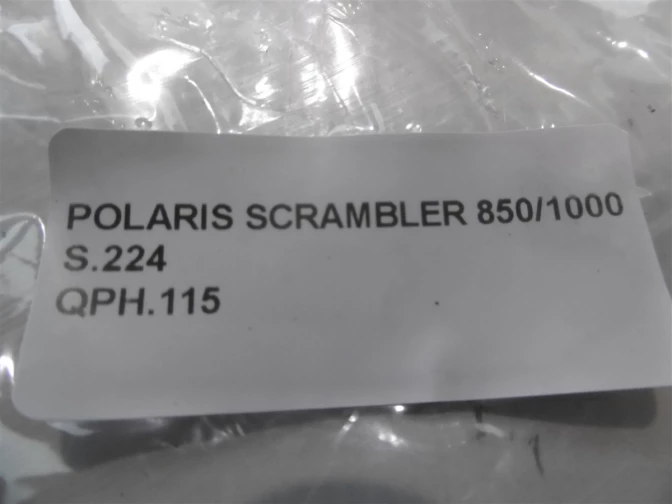 POLARIS SCRAMBLER 850/1000
S.224
QPH.115